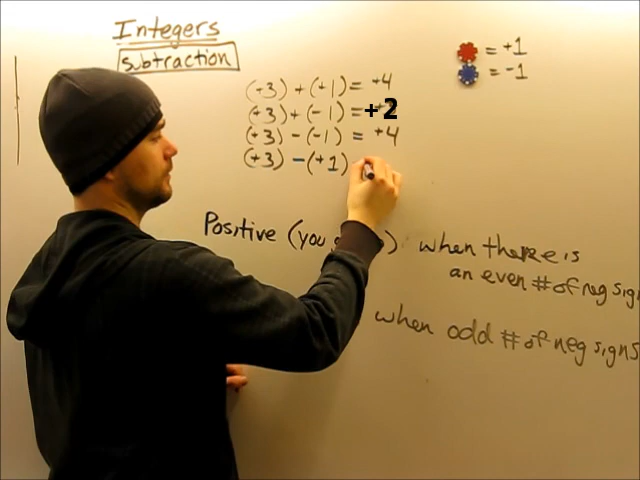 Integers
subtraction
= +1
= -1
(+3) + (+1) = +4
(+3) + (-1) = +2
(+3) - (-1) = +4
(+3) - (+1)
Positive (you ) when there is
an even # of neg sign
when odd # of neg signs